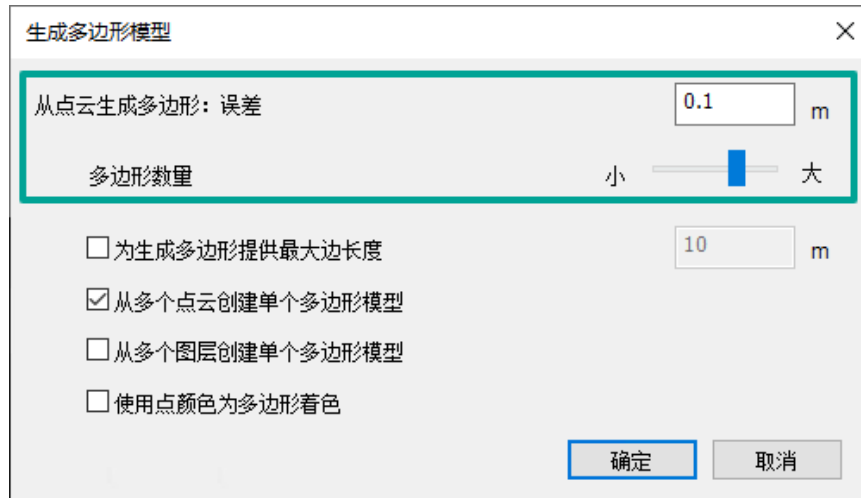 生成多边形模型
从点云生成多边形：误差 0.1 m
多边形数量 小 大
为生成多边形提供最大边长度 10 m
从多个点云创建单个多边形模型
从多个图层创建单个多边形模型
使用点颜色为多边形着色
确定 取消